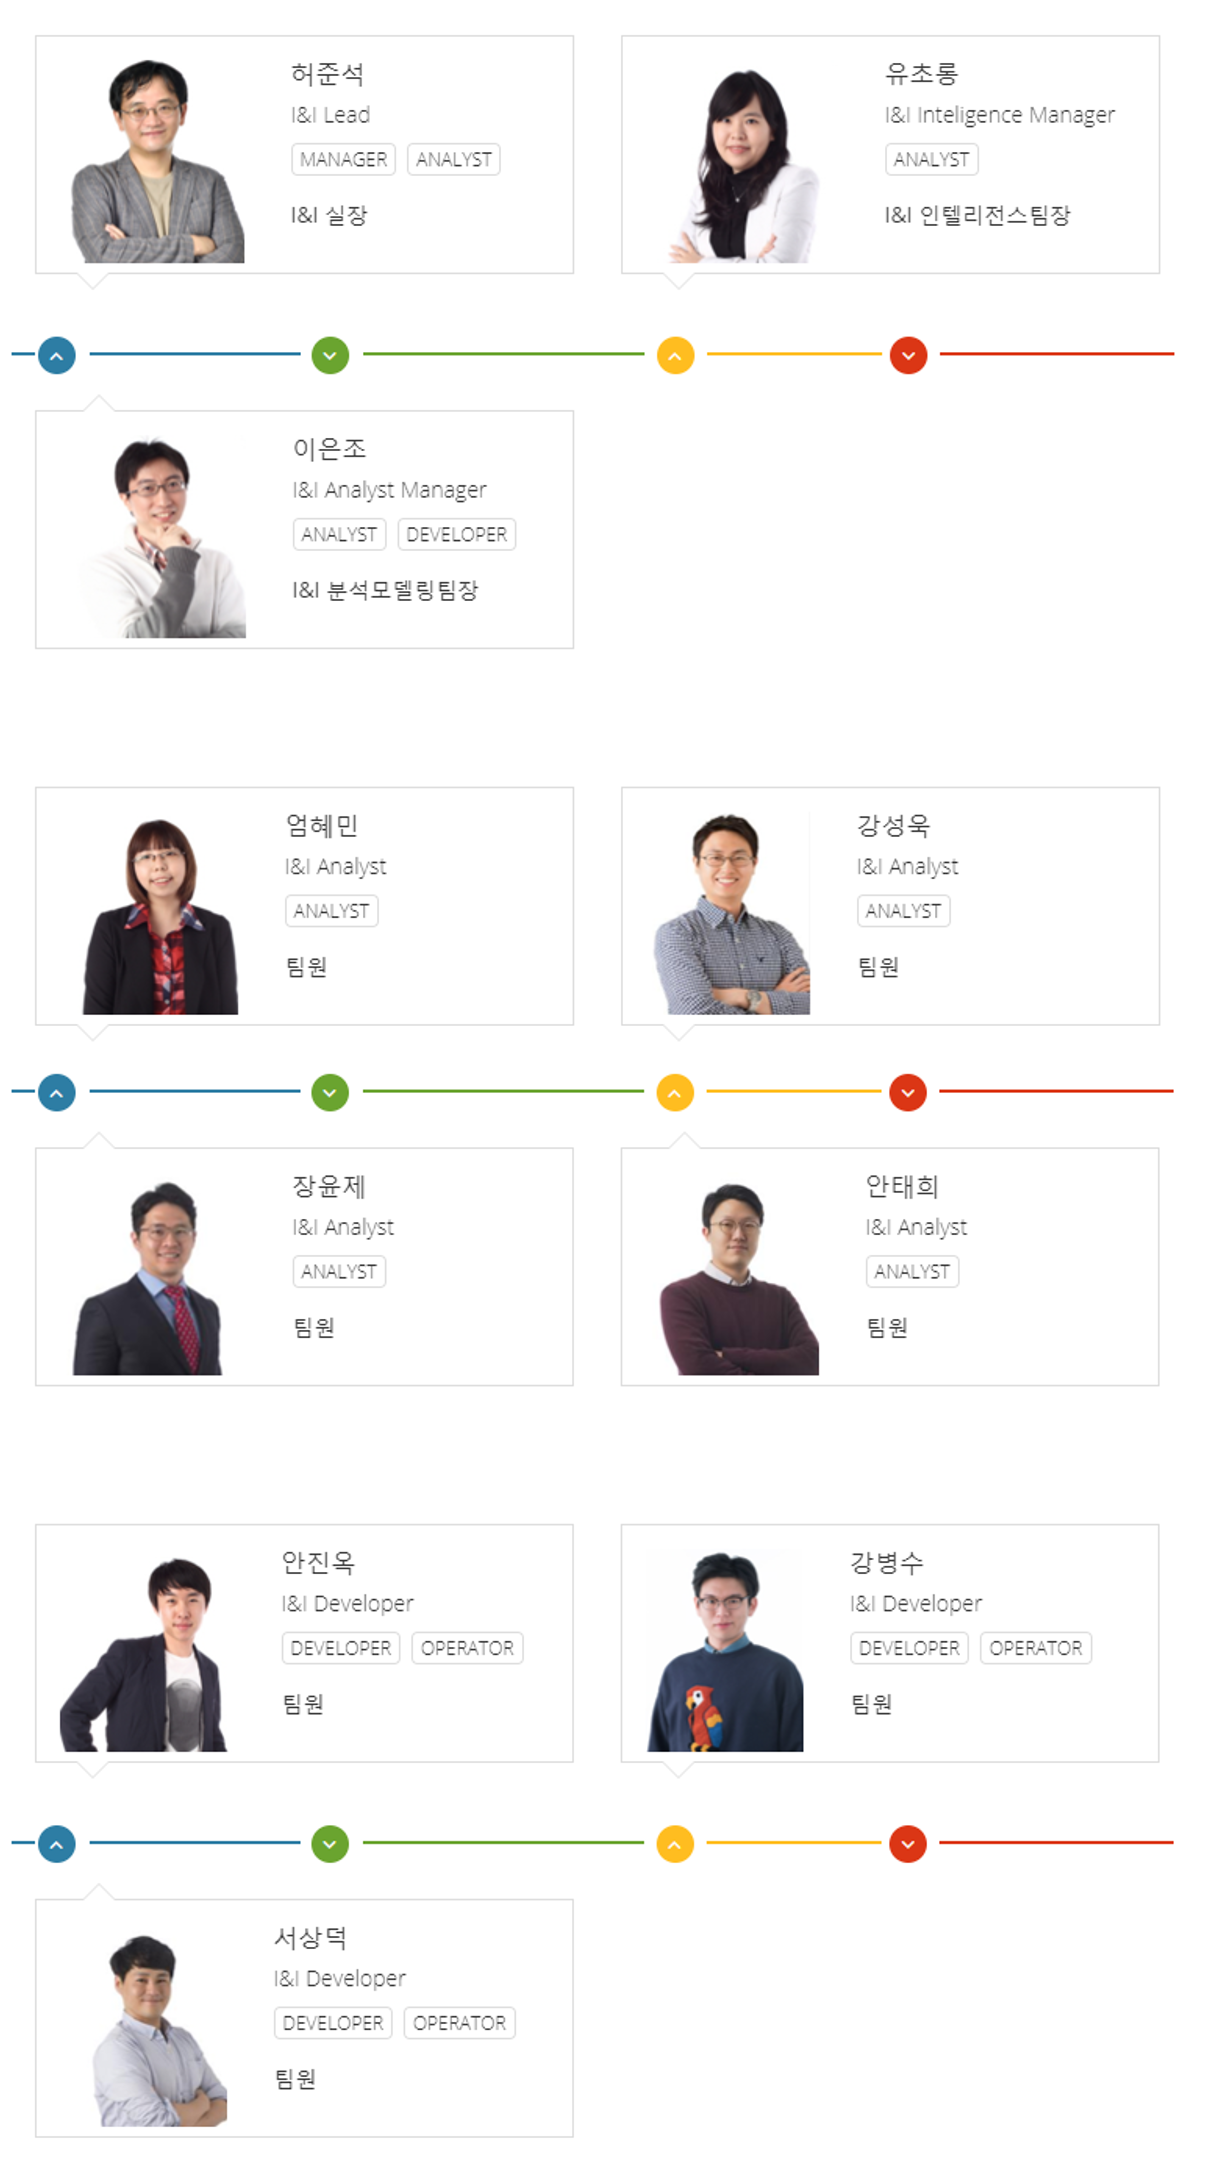 허준석
I&I Lead
MANAGER ANALYST
I&I 실장
유초롱
I&I Inteligence Manager
ANALYST
I&I 인텔리전스팀장
이은조
I&I Analyst Manager
ANALYST DEVELOPER
I&I 분석모델링팀장
엄혜민
I&I Analyst
ANALYST
팀원
강성욱
I&I Analyst
ANALYST
팀원
장윤제
I&I Analyst
ANALYST
팀원
안태희
I&I Analyst
ANALYST
팀원
안진옥
I&I Developer
DEVELOPER OPERATOR
팀원
강병수
I&I Developer
DEVELOPER OPERATOR
팀원
서상덕
I&I Developer
DEVELOPER OPERATOR
팀원